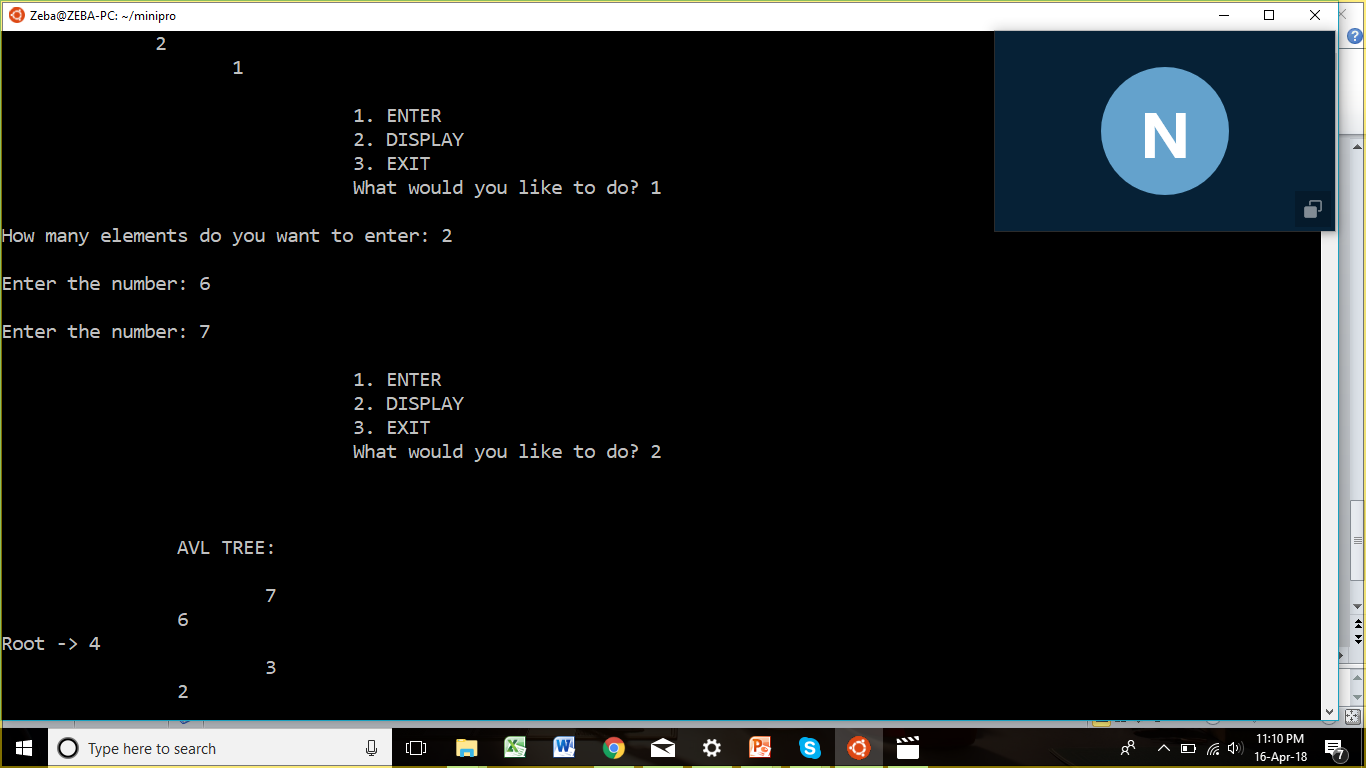 Zeba@ZEBA-PC: ~/minipro
2
1
N
1. ENTER
2. DISPLAY
3. EXIT
What would you like to do? 1
How many elements do you want to enter: 2
Enter the number: 6
Enter the number: 7
1. ENTER
2. DISPLAY
3. EXIT
What would you like to do? 2
AVL TREE:
7
6
Root -> 4
3
2
Type here to search
11:10 PM
16-Apr-18
7